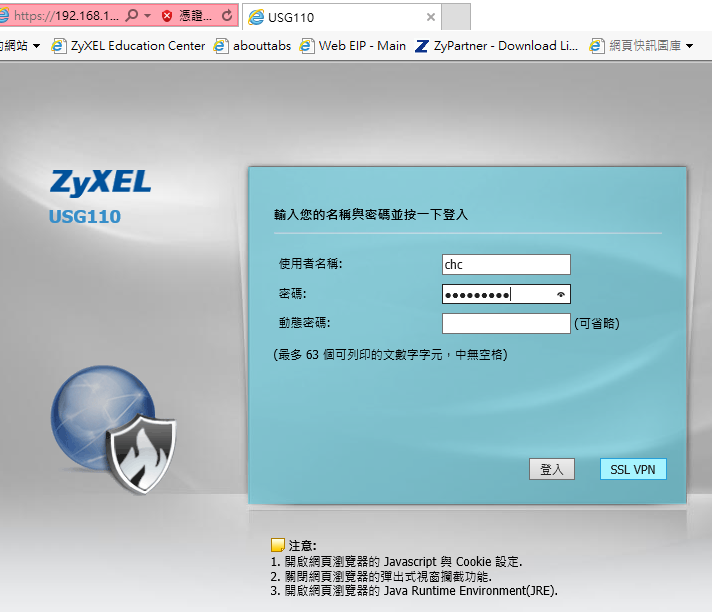 https://192.168.1... 憑證...
USG110
的網站 ZyXEL Education Center abouttabs Web EIP - Main ZyPartner - Download Li... 網頁快訊圖庫
ZyXEL
USG110
輸入您的名稱與密碼並按一下登入
使用者名稱: chc
密碼: •••••••••
動態密碼: (可省略)
(最多 63 個可列印的文數字字元，中無空格)
登入 SSL VPN
注意:
1. 開啟網頁瀏覽器的 Javascript 與 Cookie 設定.
2. 關閉網頁瀏覽器的彈出式視窗攔截功能.
3. 開啟網頁瀏覽器的 Java Runtime Environment(JRE).